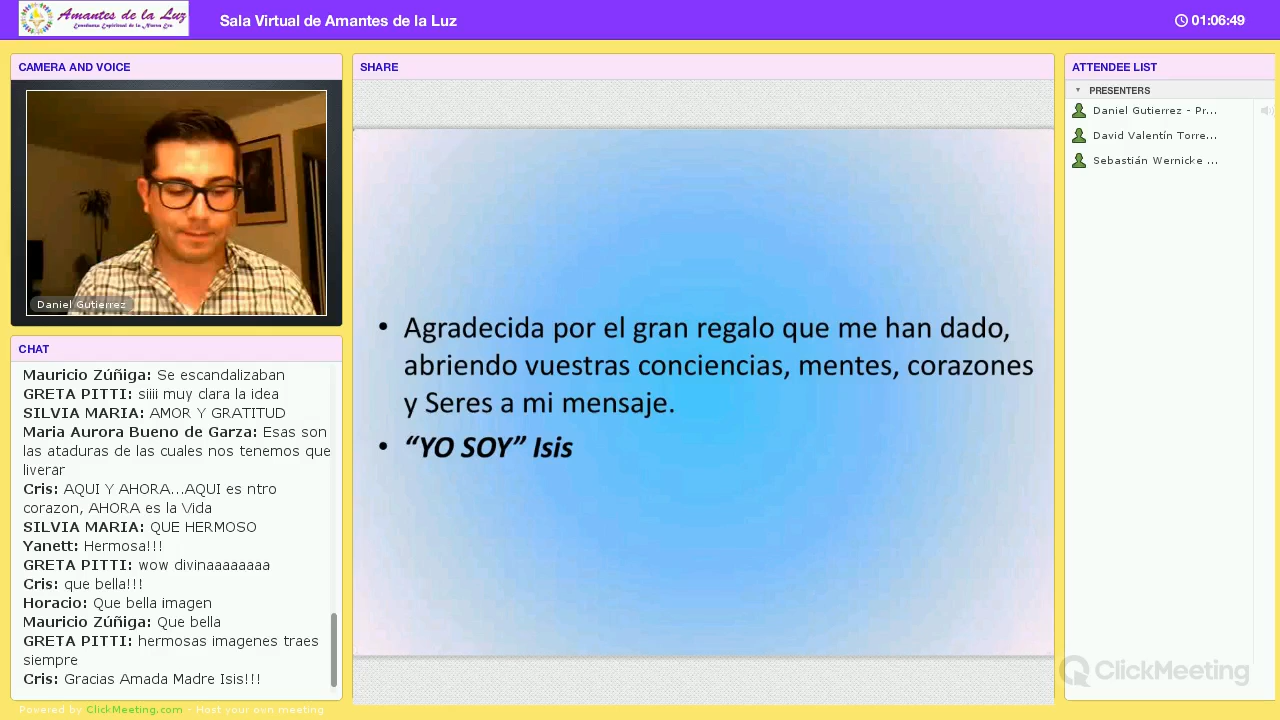 Amantes de la Luz
Enseñanza Espiritual de la Nueva Era
Sala Virtual de Amantes de la Luz
01:06:49
CAMERA AND VOICE
Daniel Gutierrez
CHAT
Mauricio Zúñiga: Se escandalizaban
GRETA PITTI: siiii muy clara la idea
SILVIA MARIA: AMOR Y GRATITUD
Maria Aurora Bueno de Garza: Esas son
las ataduras de las cuales nos tenemos que
liverar
Cris: AQUI Y AHORA...AQUI es ntro
corazon, AHORA es la Vida
SILVIA MARIA: QUE HERMOSO
Yanett: Hermosa!!!
GRETA PITTI: wow divinaaaaaaaa
Cris: que bella!!!
Horacio: Que bella imagen
Mauricio Zúñiga: Que bella
GRETA PITTI: hermosas imagenes traes
siempre
Cris: Gracias Amada Madre Isis!!!
Powered by ClickMeeting.com - Host your own meeting
SHARE
• Agradecida por el gran regalo que me han dado,
abriendo vuestras conciencias, mentes, corazones
y Seres a mi mensaje.
• “YO SOY” Isis
ATTENDEE LIST
PRESENTERS
Daniel Gutierrez - Pr...
David Valentín Torre...
Sebastián Wernicke ...
ClickMeeting